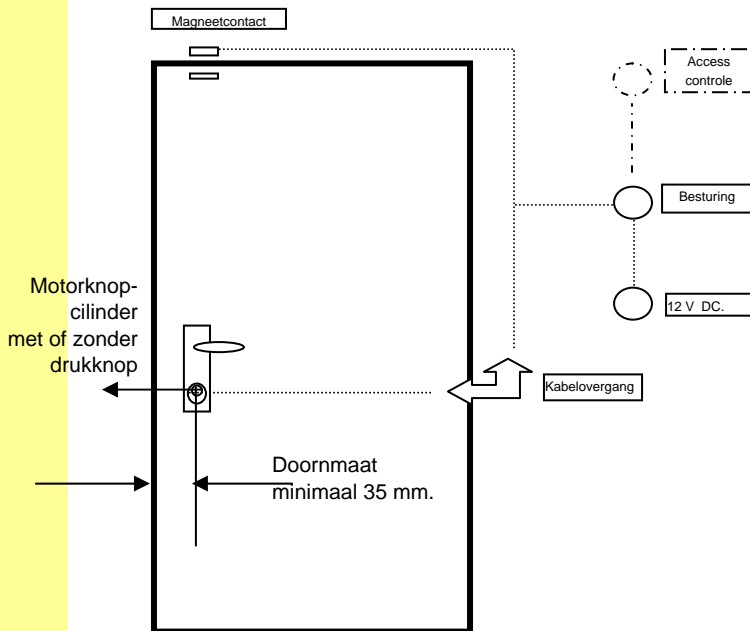 Magneetcontact
Access
controle
Besturing
Motorknop-
cilinder
met of zonder
drukknop
12 V DC.
Kabelovergang
Doornmaat
minimaal 35 mm.